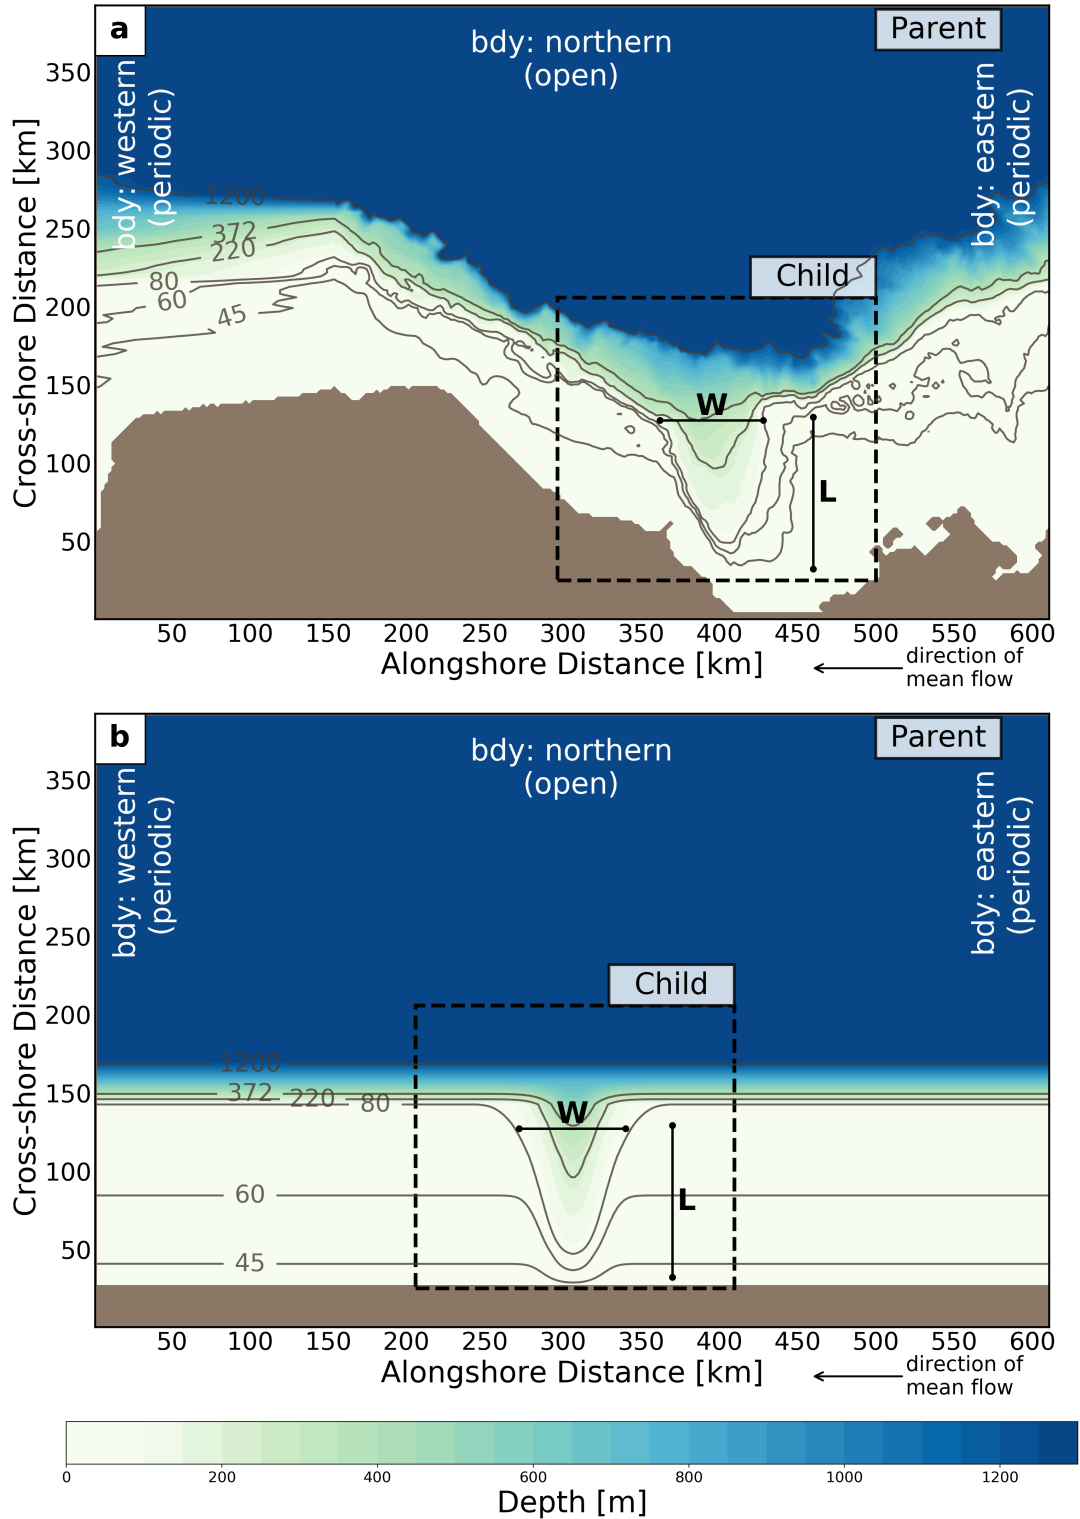 a
Parent
bdy: northern
(open)
bdy: western
(periodic)
bdy: eastern
(periodic)
Child
1200
372
220
80
60
45
W
L
350
300
250
200
150
100
50
Cross-shore Distance [km]
50 100 150 200 250 300 350 400 450 500 550 600
Alongshore Distance [km]
direction of
mean flow
b
Parent
bdy: northern
(open)
bdy: western
(periodic)
bdy: eastern
(periodic)
Child
1200
372
220
80
60
45
W
L
350
300
250
200
150
100
50
Cross-shore Distance [km]
50 100 150 200 250 300 350 400 450 500 550 600
Alongshore Distance [km]
direction of
mean flow
0 200 400 600 800 1000 1200
Depth [m]